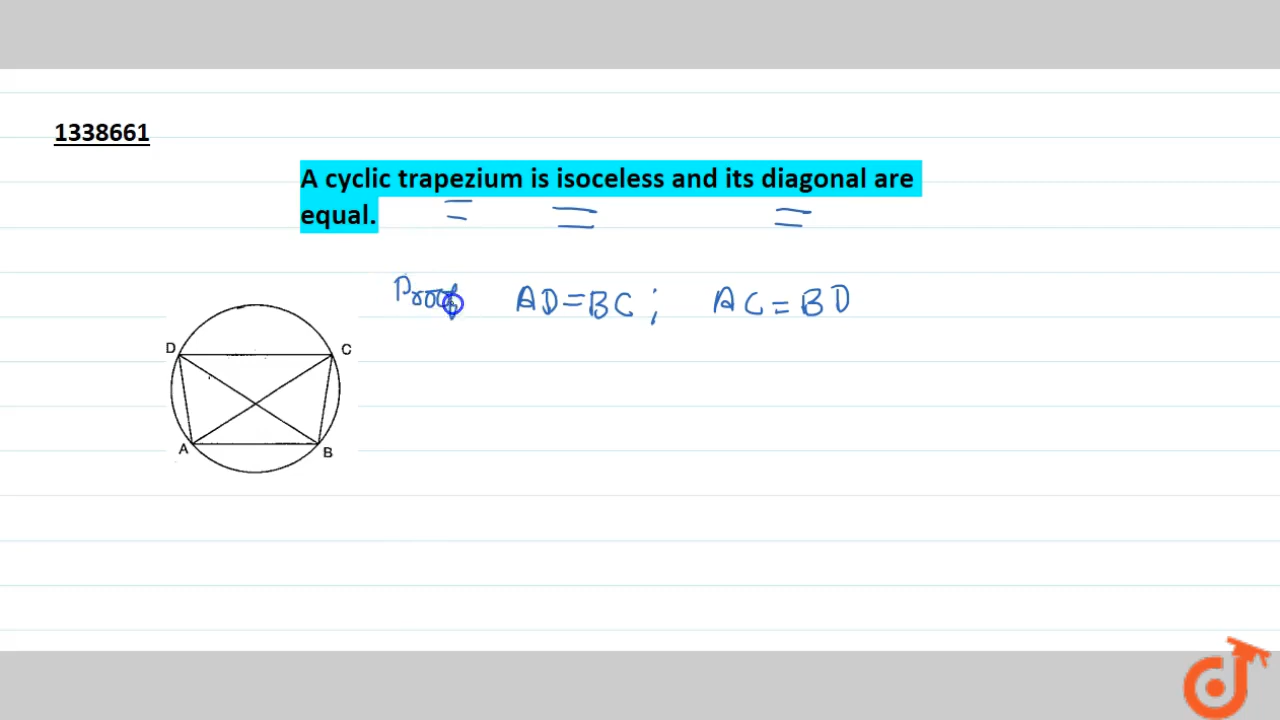 1338661
A cyclic trapezium is isoceless and its diagonal are
equal.
Proof AD=BC ; AC=BD
D C
A B